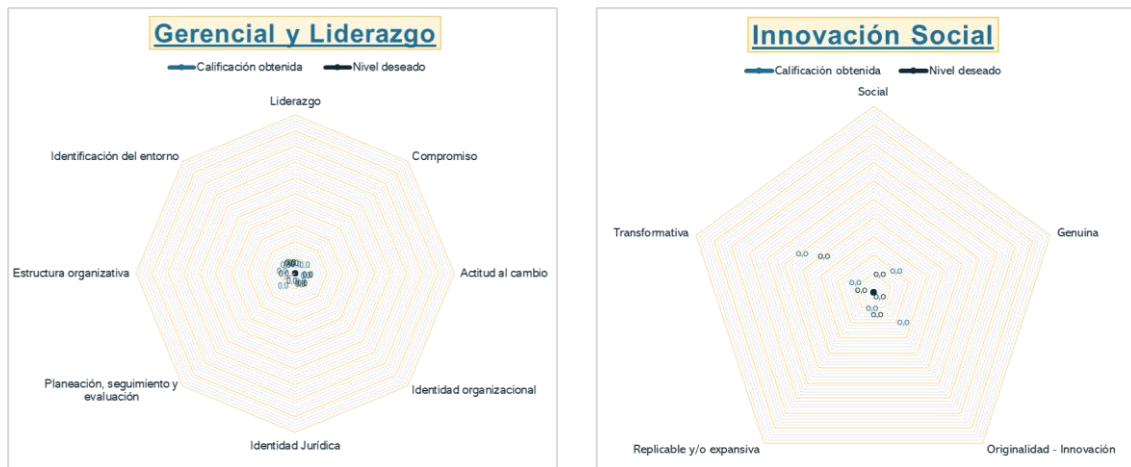 Gerencial y Liderazgo
Calificación obtenida Nivel deseado
Liderazgo
Identificación del entorno
Compromiso
Estructura organizativa
Actitud al cambio
Planeación, seguimiento y
evaluación
Identidad organizacional
Identidad Jurídica
Innovación Social
Calificación obtenida Nivel deseado
Social
Transformativa
Genuina
0,0 0,0
0,0 0,0
0,0
0,0 0,0
0,0
0,0 0,0
Replicable y/o expansiva
Originalidad - Innovación